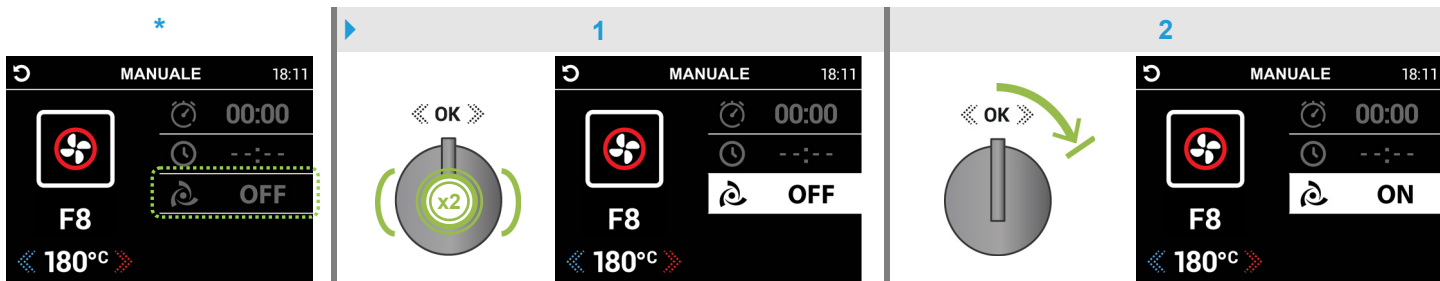 *
MANUALE 18:11
00:00
--:--
OFF
F8
180°C
1
OK
x2
MANUALE 18:11
00:00
--:--
OFF
F8
180°C
2
OK
MANUALE 18:11
00:00
--:--
ON
F8
180°C